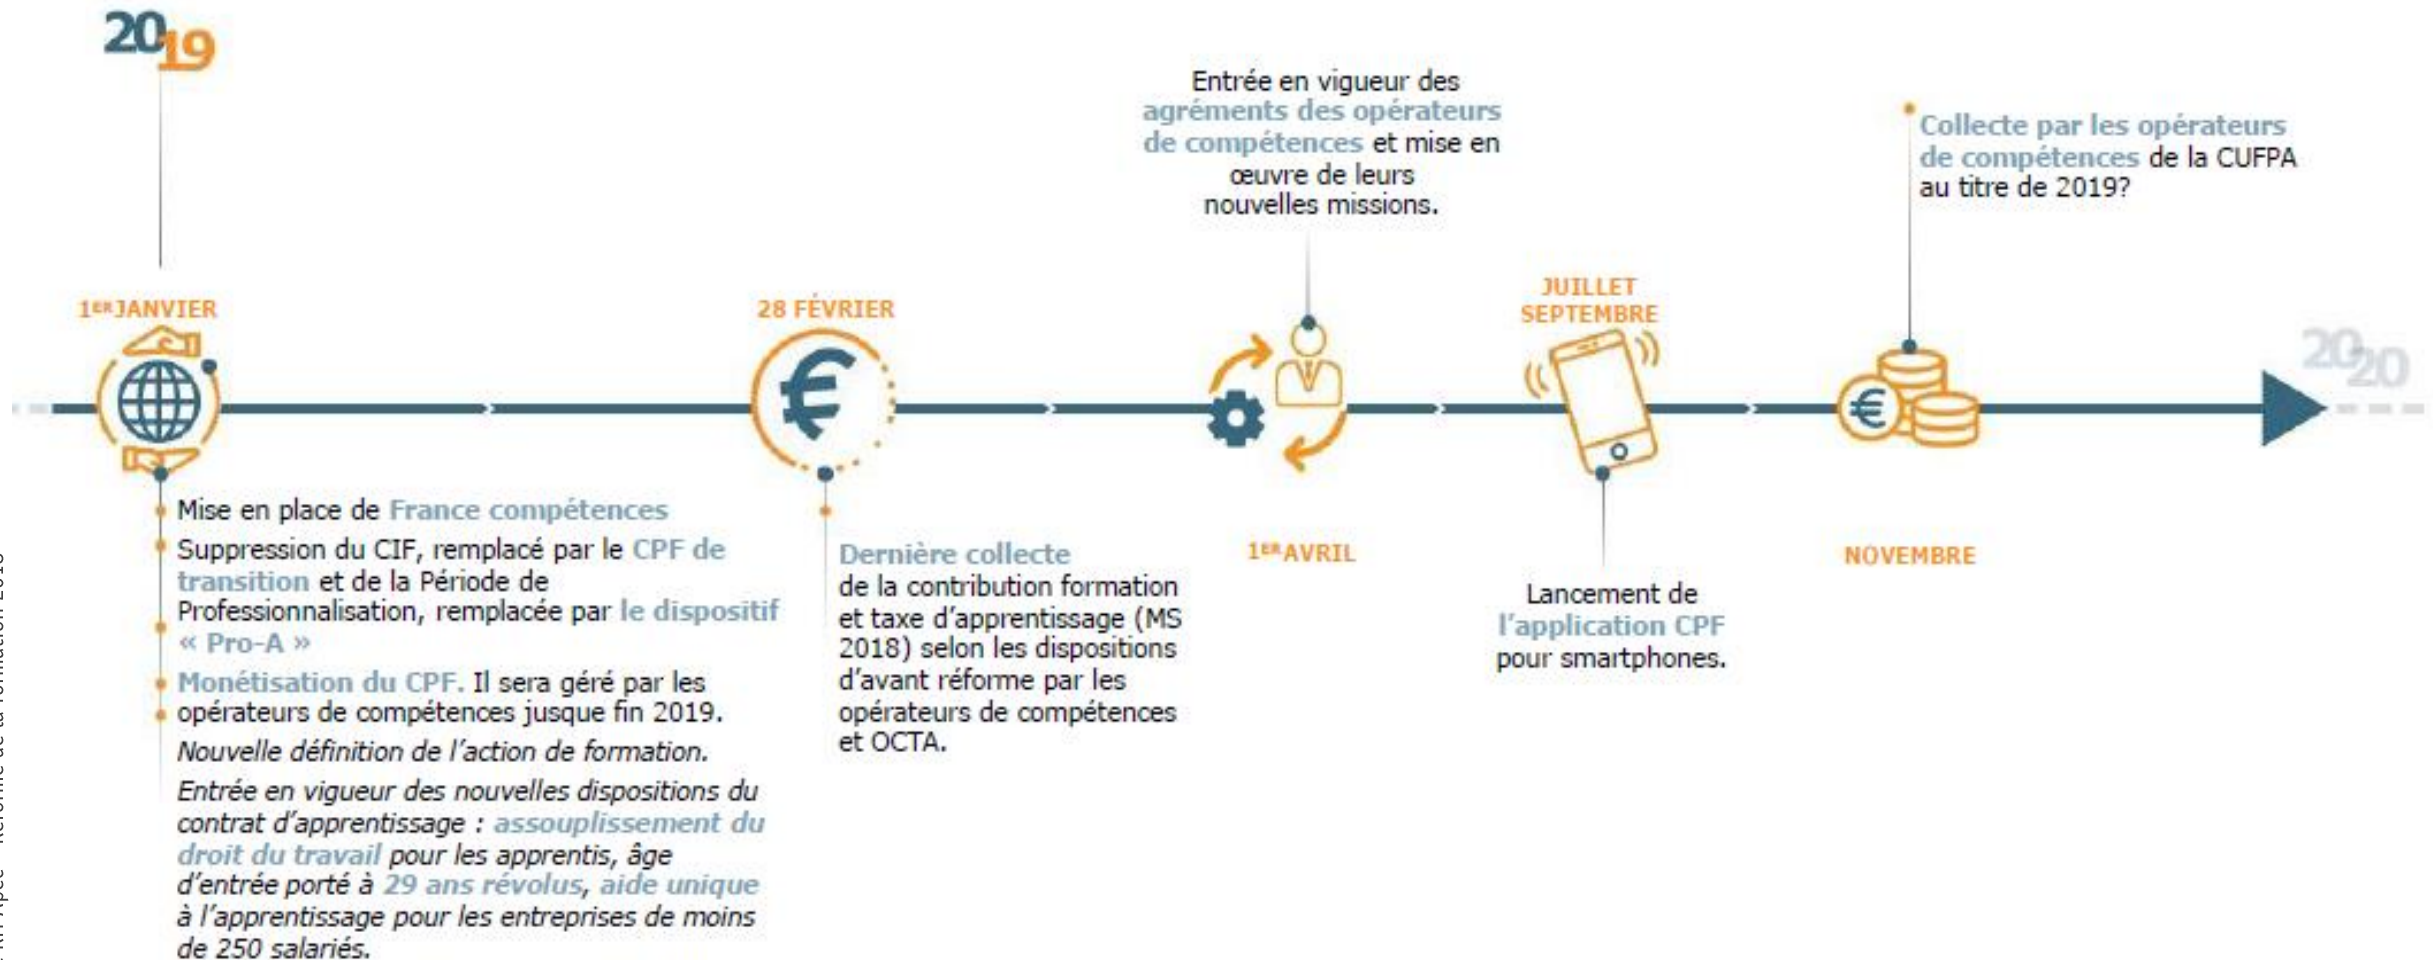 2019
1ER JANVIER
Mise en place de France compétences
Suppression du CIF, remplacé par le CPF de
transition et de la Période de
Professionnalisation, remplacée par le dispositif
« Pro-A »
Monétisation du CPF. Il sera géré par les
opérateurs de compétences jusque fin 2019.
Nouvelle définition de l'action de formation.
Entrée en vigueur des nouvelles dispositions du
contrat d'apprentissage : assouplissement du
droit du travail pour les apprentis, âge
d'entrée porté à 29 ans révolus, aide unique
à l'apprentissage pour les entreprises de moins
de 250 salariés.
28 FÉVRIER
Dernière collecte
de la contribution formation
et taxe d'apprentissage (MS
2018) selon les dispositions
d'avant réforme par les
opérateurs de compétences
et OCTA.
Entrée en vigueur des
agréments des opérateurs
de compétences et mise en
œuvre de leurs
nouvelles missions.
1ER AVRIL
JUILLET
SEPTEMBRE
Lancement de
l'application CPF
pour smartphones.
Collecte par les opérateurs
de compétences de la CUFPA
au titre de 2019?
NOVEMBRE
2020